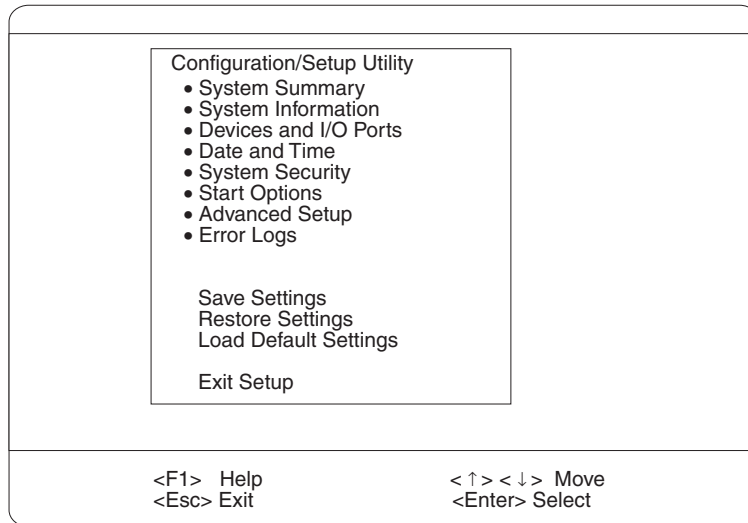 Configuration/Setup Utility
• System Summary
• System Information
• Devices and I/O Ports
• Date and Time
• System Security
• Start Options
• Advanced Setup
• Error Logs
Save Settings
Restore Settings
Load Default Settings
Exit Setup
<F1> Help < ↑ > < ↓ > Move
<Esc> Exit <Enter> Select